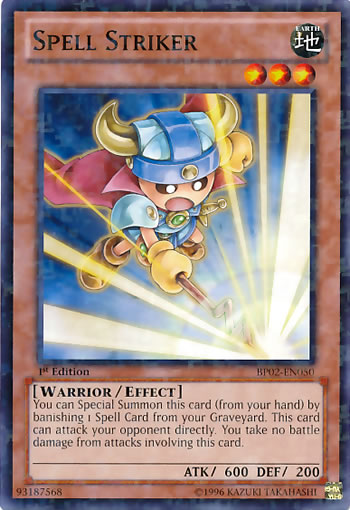 SPELL STRIKER
EARTH
地
1st Edition
BP02-EN030
[WARRIOR / EFFECT]
You can Special Summon this card (from your hand) by
banishing 1 Spell Card from your Graveyard. This card
can attack your opponent directly. You take no battle
damage from attacks involving this card.
ATK/ 600 DEF/ 200
93187568
©1996 KAZUKI TAKAHASHI